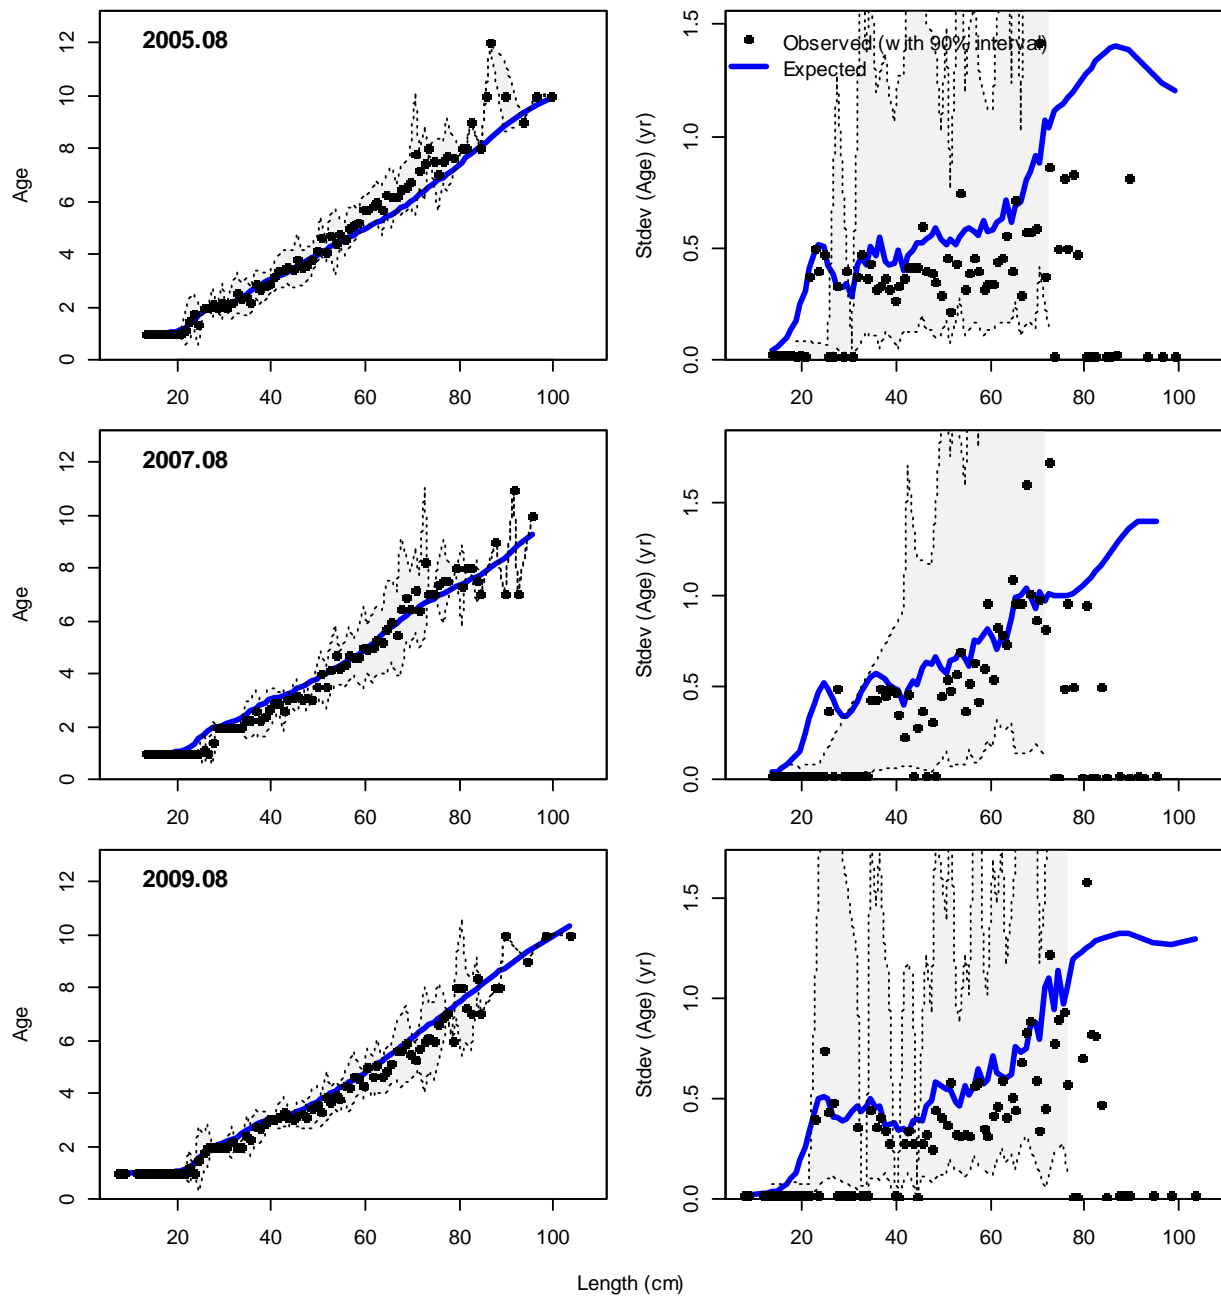 2005.08
Age
0 2 4 6 8 10 12
20 40 60 80 100
Observed (with 90% interval)
Expected
Stdev (Age) (yr)
0.0 0.5 1.0 1.5
20 40 60 80 100
2007.08
Age
0 2 4 6 8 10 12
20 40 60 80 100
Stdev (Age) (yr)
0.0 0.5 1.0 1.5
20 40 60 80 100
2009.08
Age
0 2 4 6 8 10 12
20 40 60 80 100
Stdev (Age) (yr)
0.0 0.5 1.0 1.5
20 40 60 80 100
Length (cm)